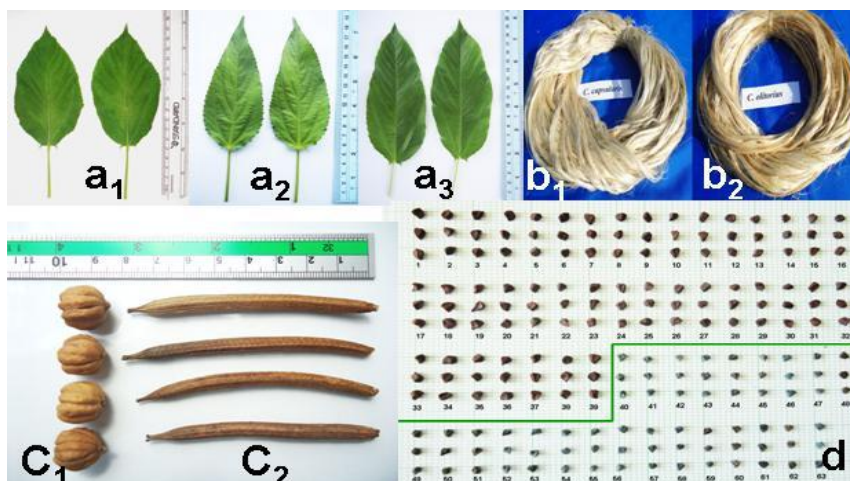 a1
a2
a3
b1
b2
C. capsularis
C. olitorius
C1
C2
1 2 3 4 5 6 7 8 9 10 11 12 13 14 15 16
17 18 19 20 21 22 23 24 25 26 27 28 29 30 31 32
33 34 35 36 37 38 39 40 41 42 43 44 45 46 47 48
49 50 51 52 53 54 55 56 57 58 59 60 61 62 63
d